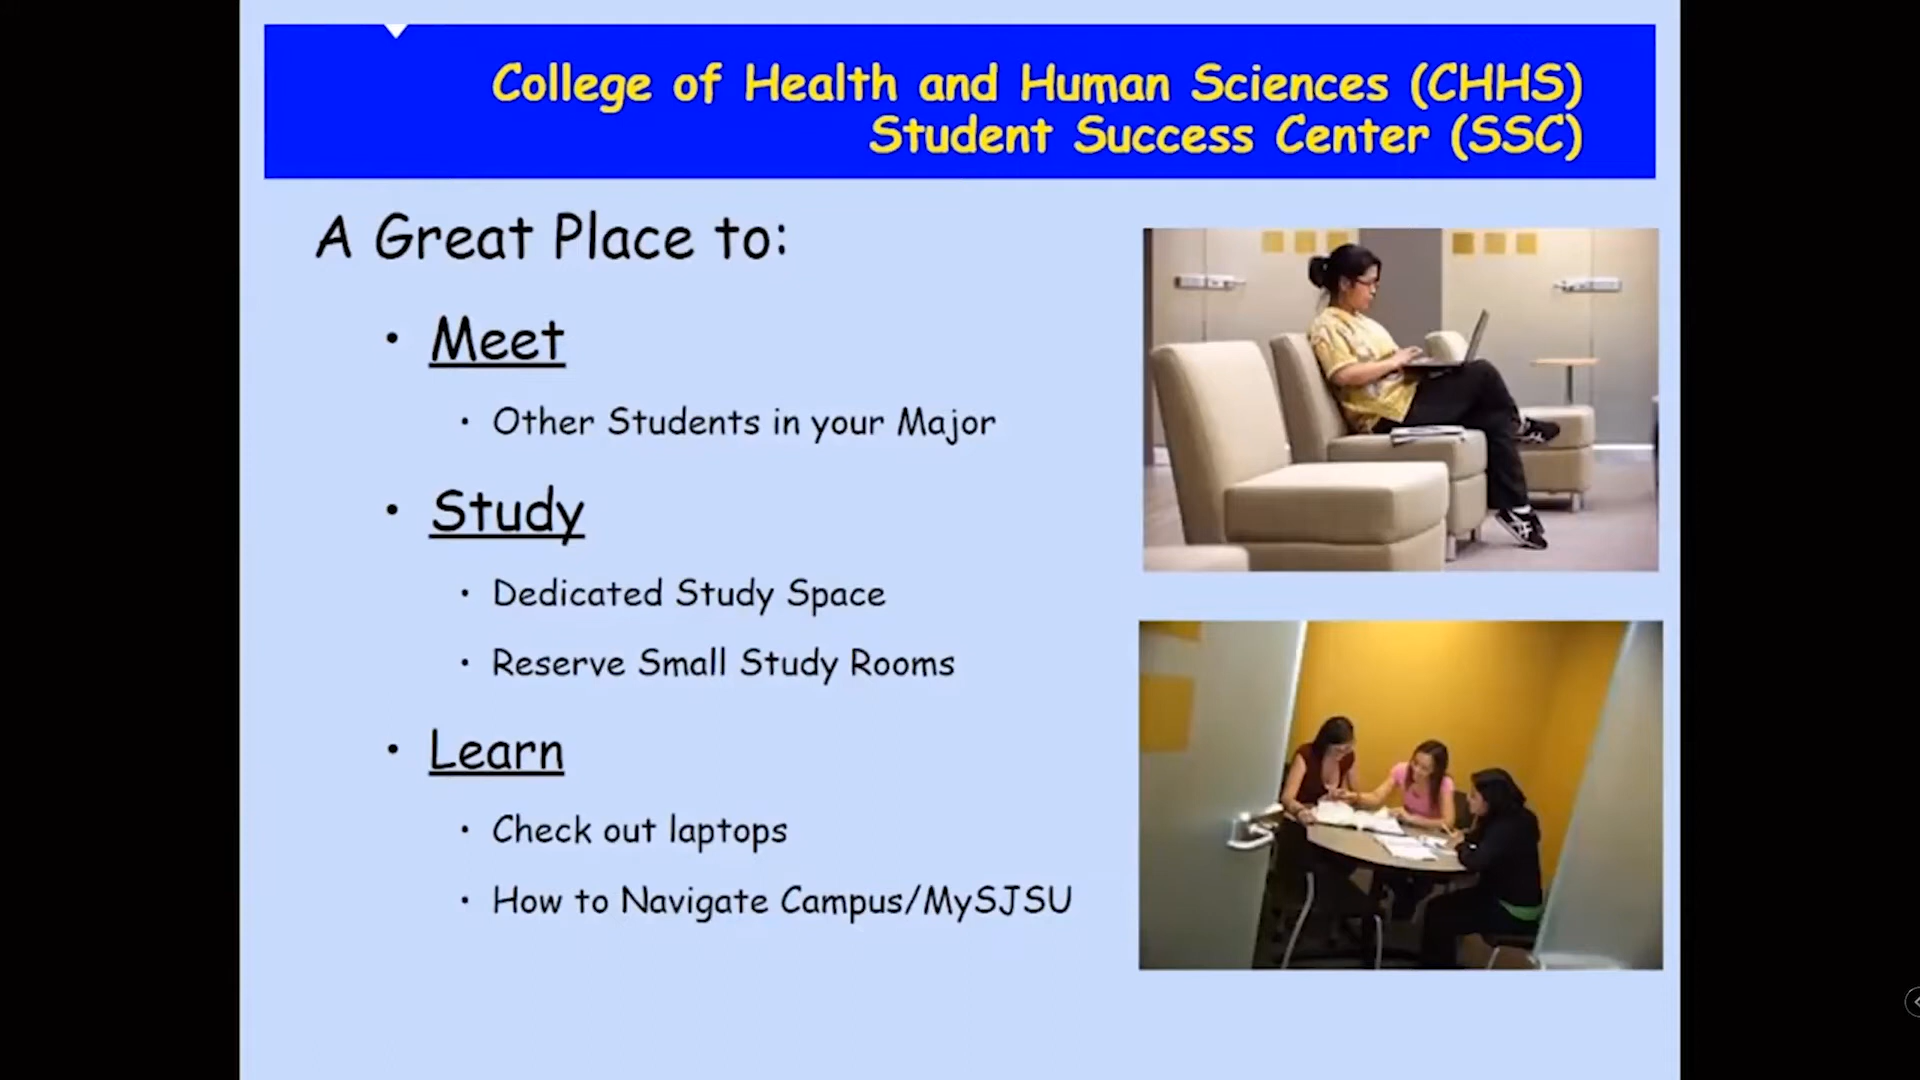 College of Health and Human Sciences (CHHS)
Student Success Center (SSC)
A Great Place to:
• Meet
• Other Students in your Major
• Study
• Dedicated Study Space
• Reserve Small Study Rooms
• Learn
• Check out laptops
• How to Navigate Campus/MySJSU